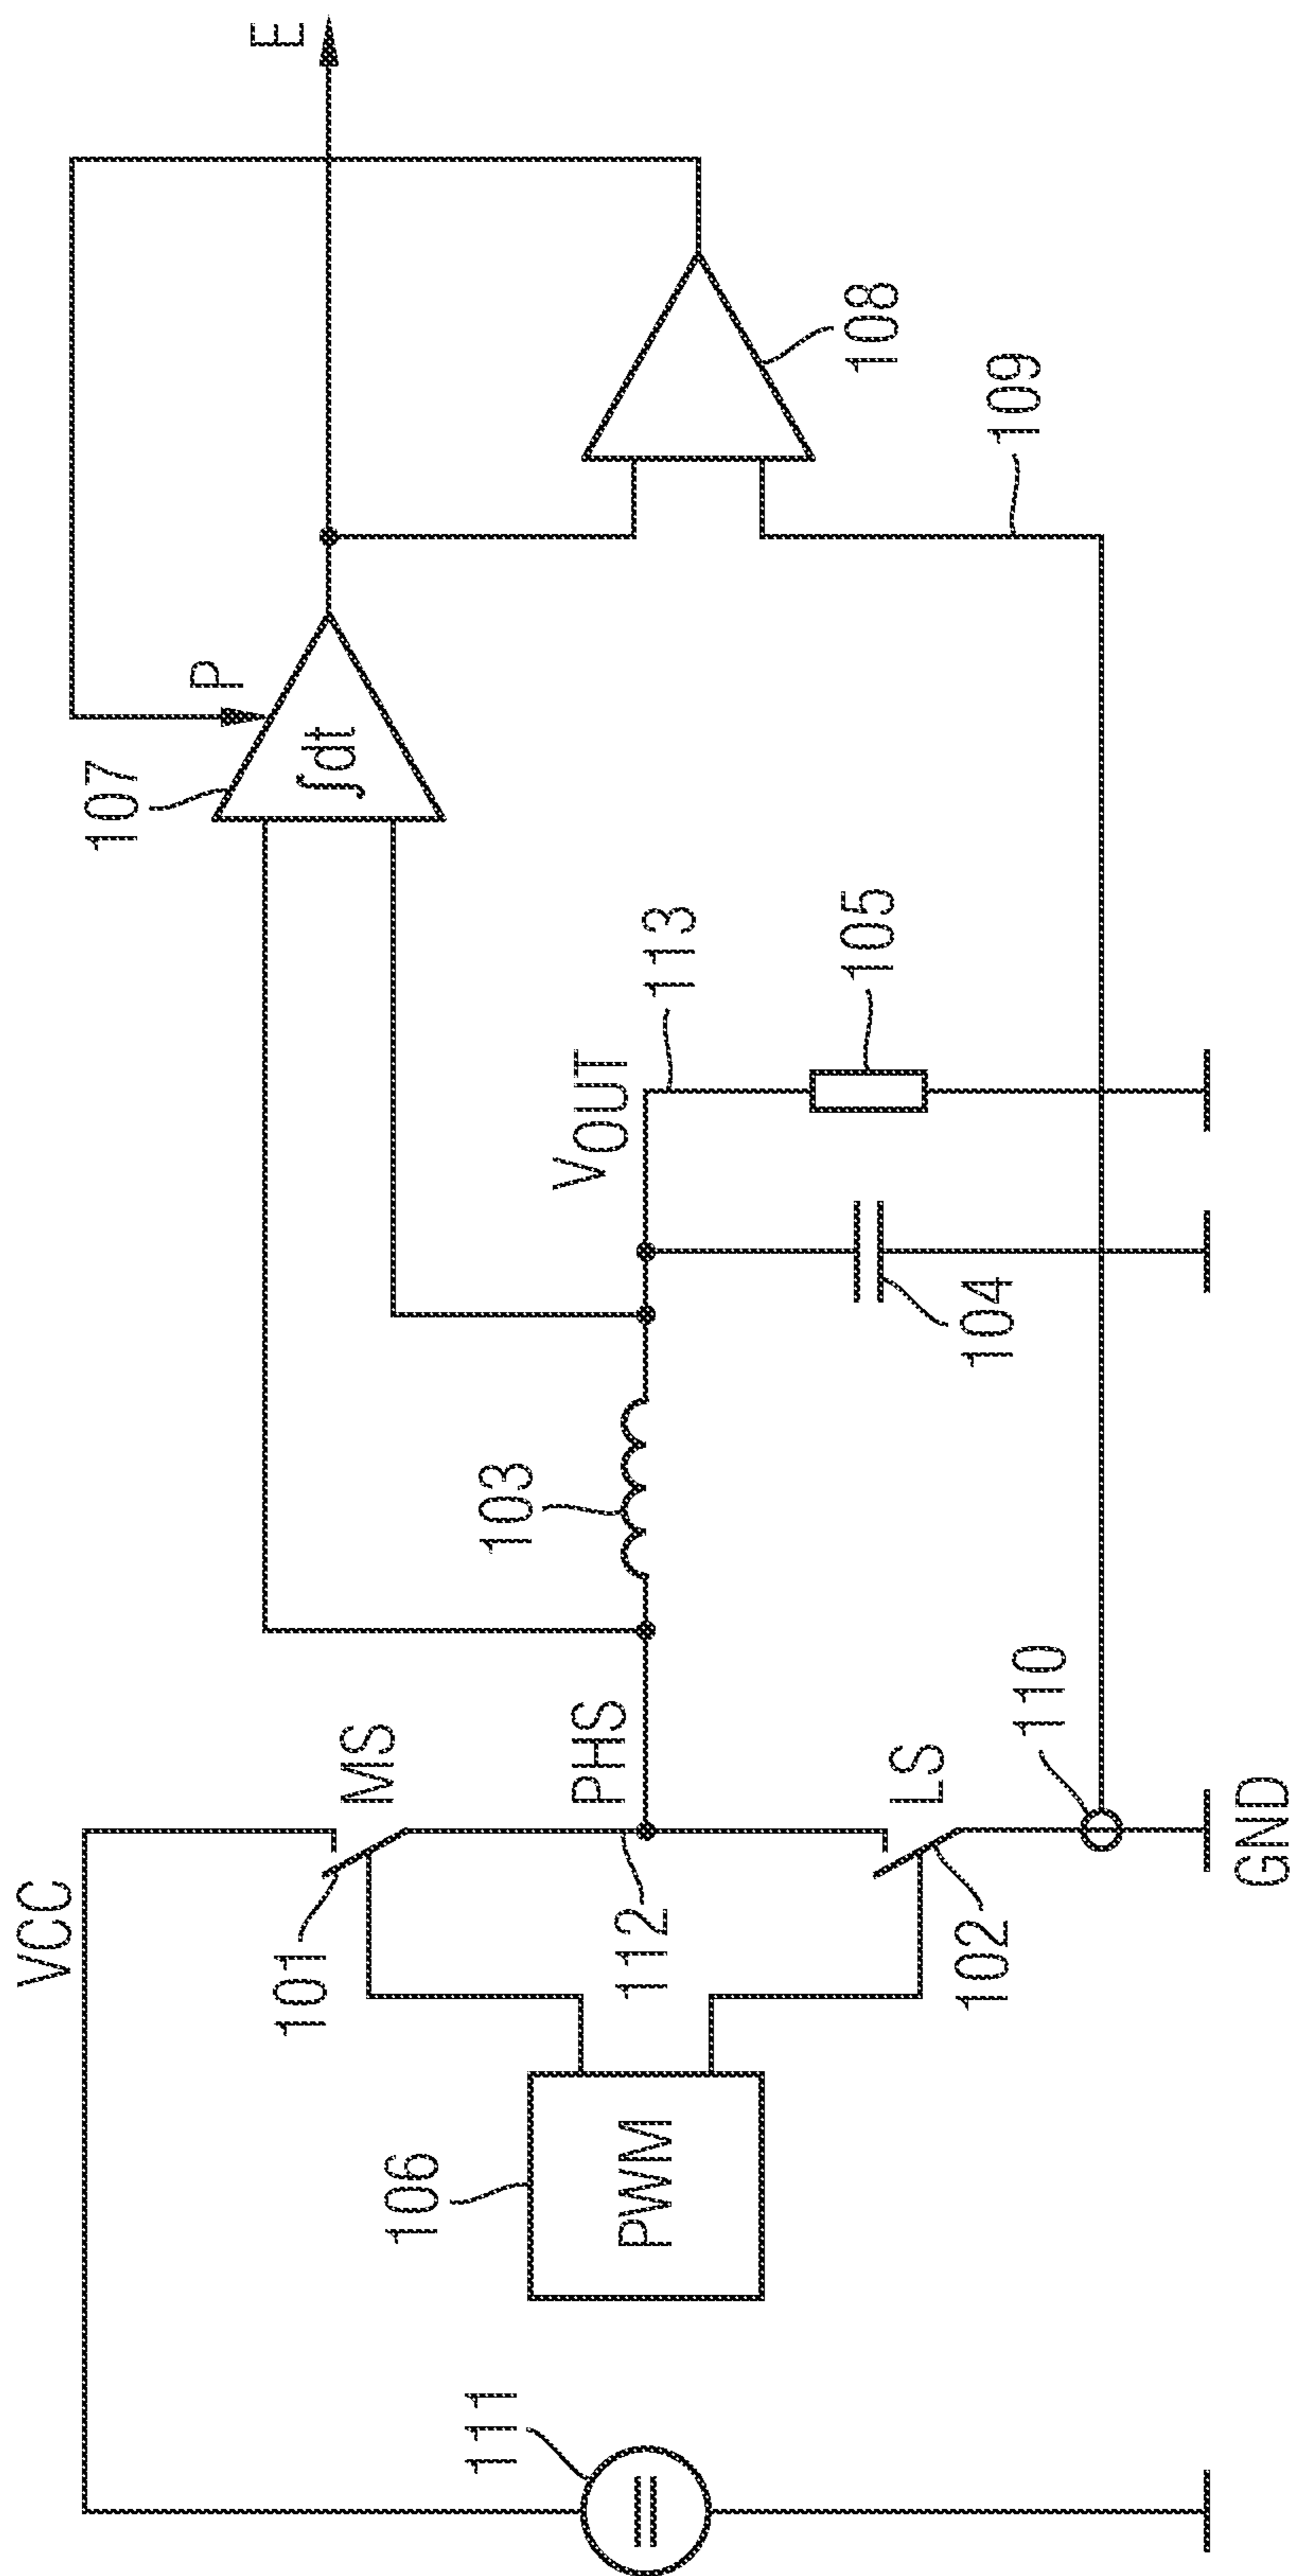 E
P
107
∫dt
108
109
113
V_OUT
105
104
103
110
MS
PHS
LS
VCC
101
112
102
GND
106
PWM
111